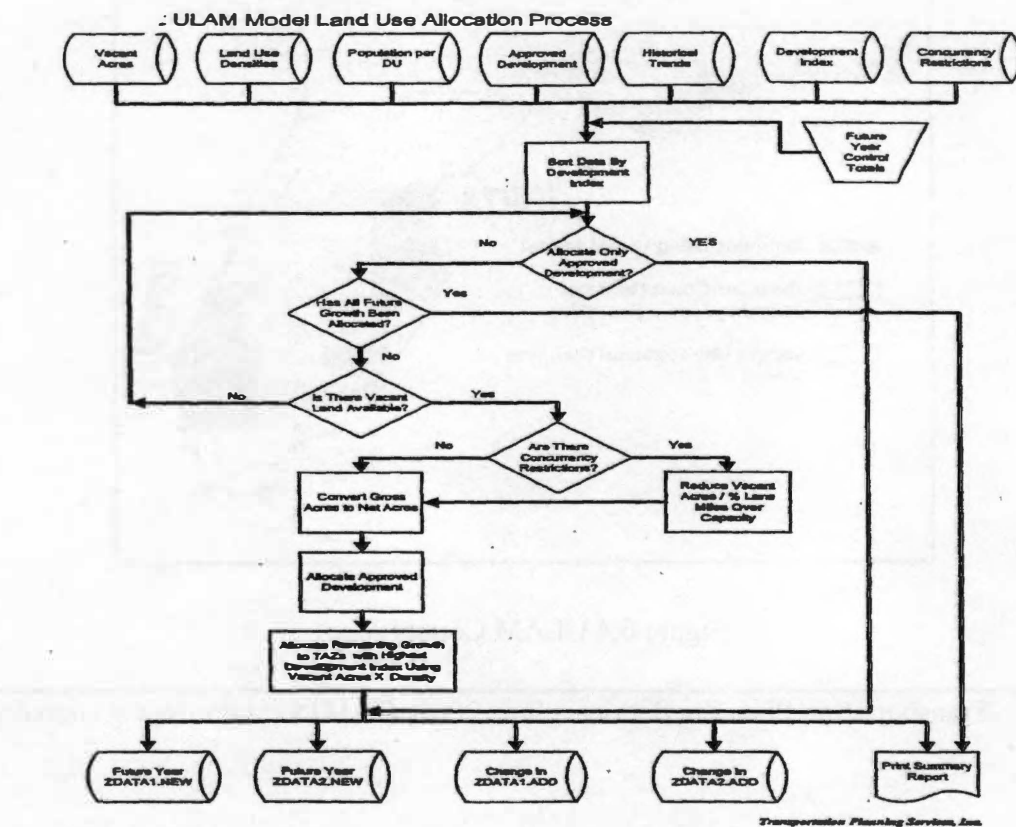 .: ULAM Model Land Use Allocation Process
Vacant
Acres
Land Use
Densities
Population per
DU
Approved
Development
Historical
Trends
Development
Index
Concurrency
Restrictions
Future
Year
Control
Totals
Sort Data By
Development
Index
No
YES
Allocate Only
Approved
Development?
Yes
Has All Future
Growth Been
Allocated?
No
No
Is There Vacant
Land Available?
Yes
No
Are There
Concurrency
Restrictions?
Yes
Convert Gross
Acres to Net Acres
Reduce Vacant
Acres / % Lane
Miles Over
Capacity
Allocate Approved
Development
Allocate Remaining Growth
to TAZs with Highest
Development Index Using
Vacant Acres X Density
Future Year
ZDATA1.NEW
Future Year
ZDATA2.NEW
Change In
ZDATA1.ADD
Change In
ZDATA2.ADD
Print Summary
Report
Transportation Planning Services, Inc.